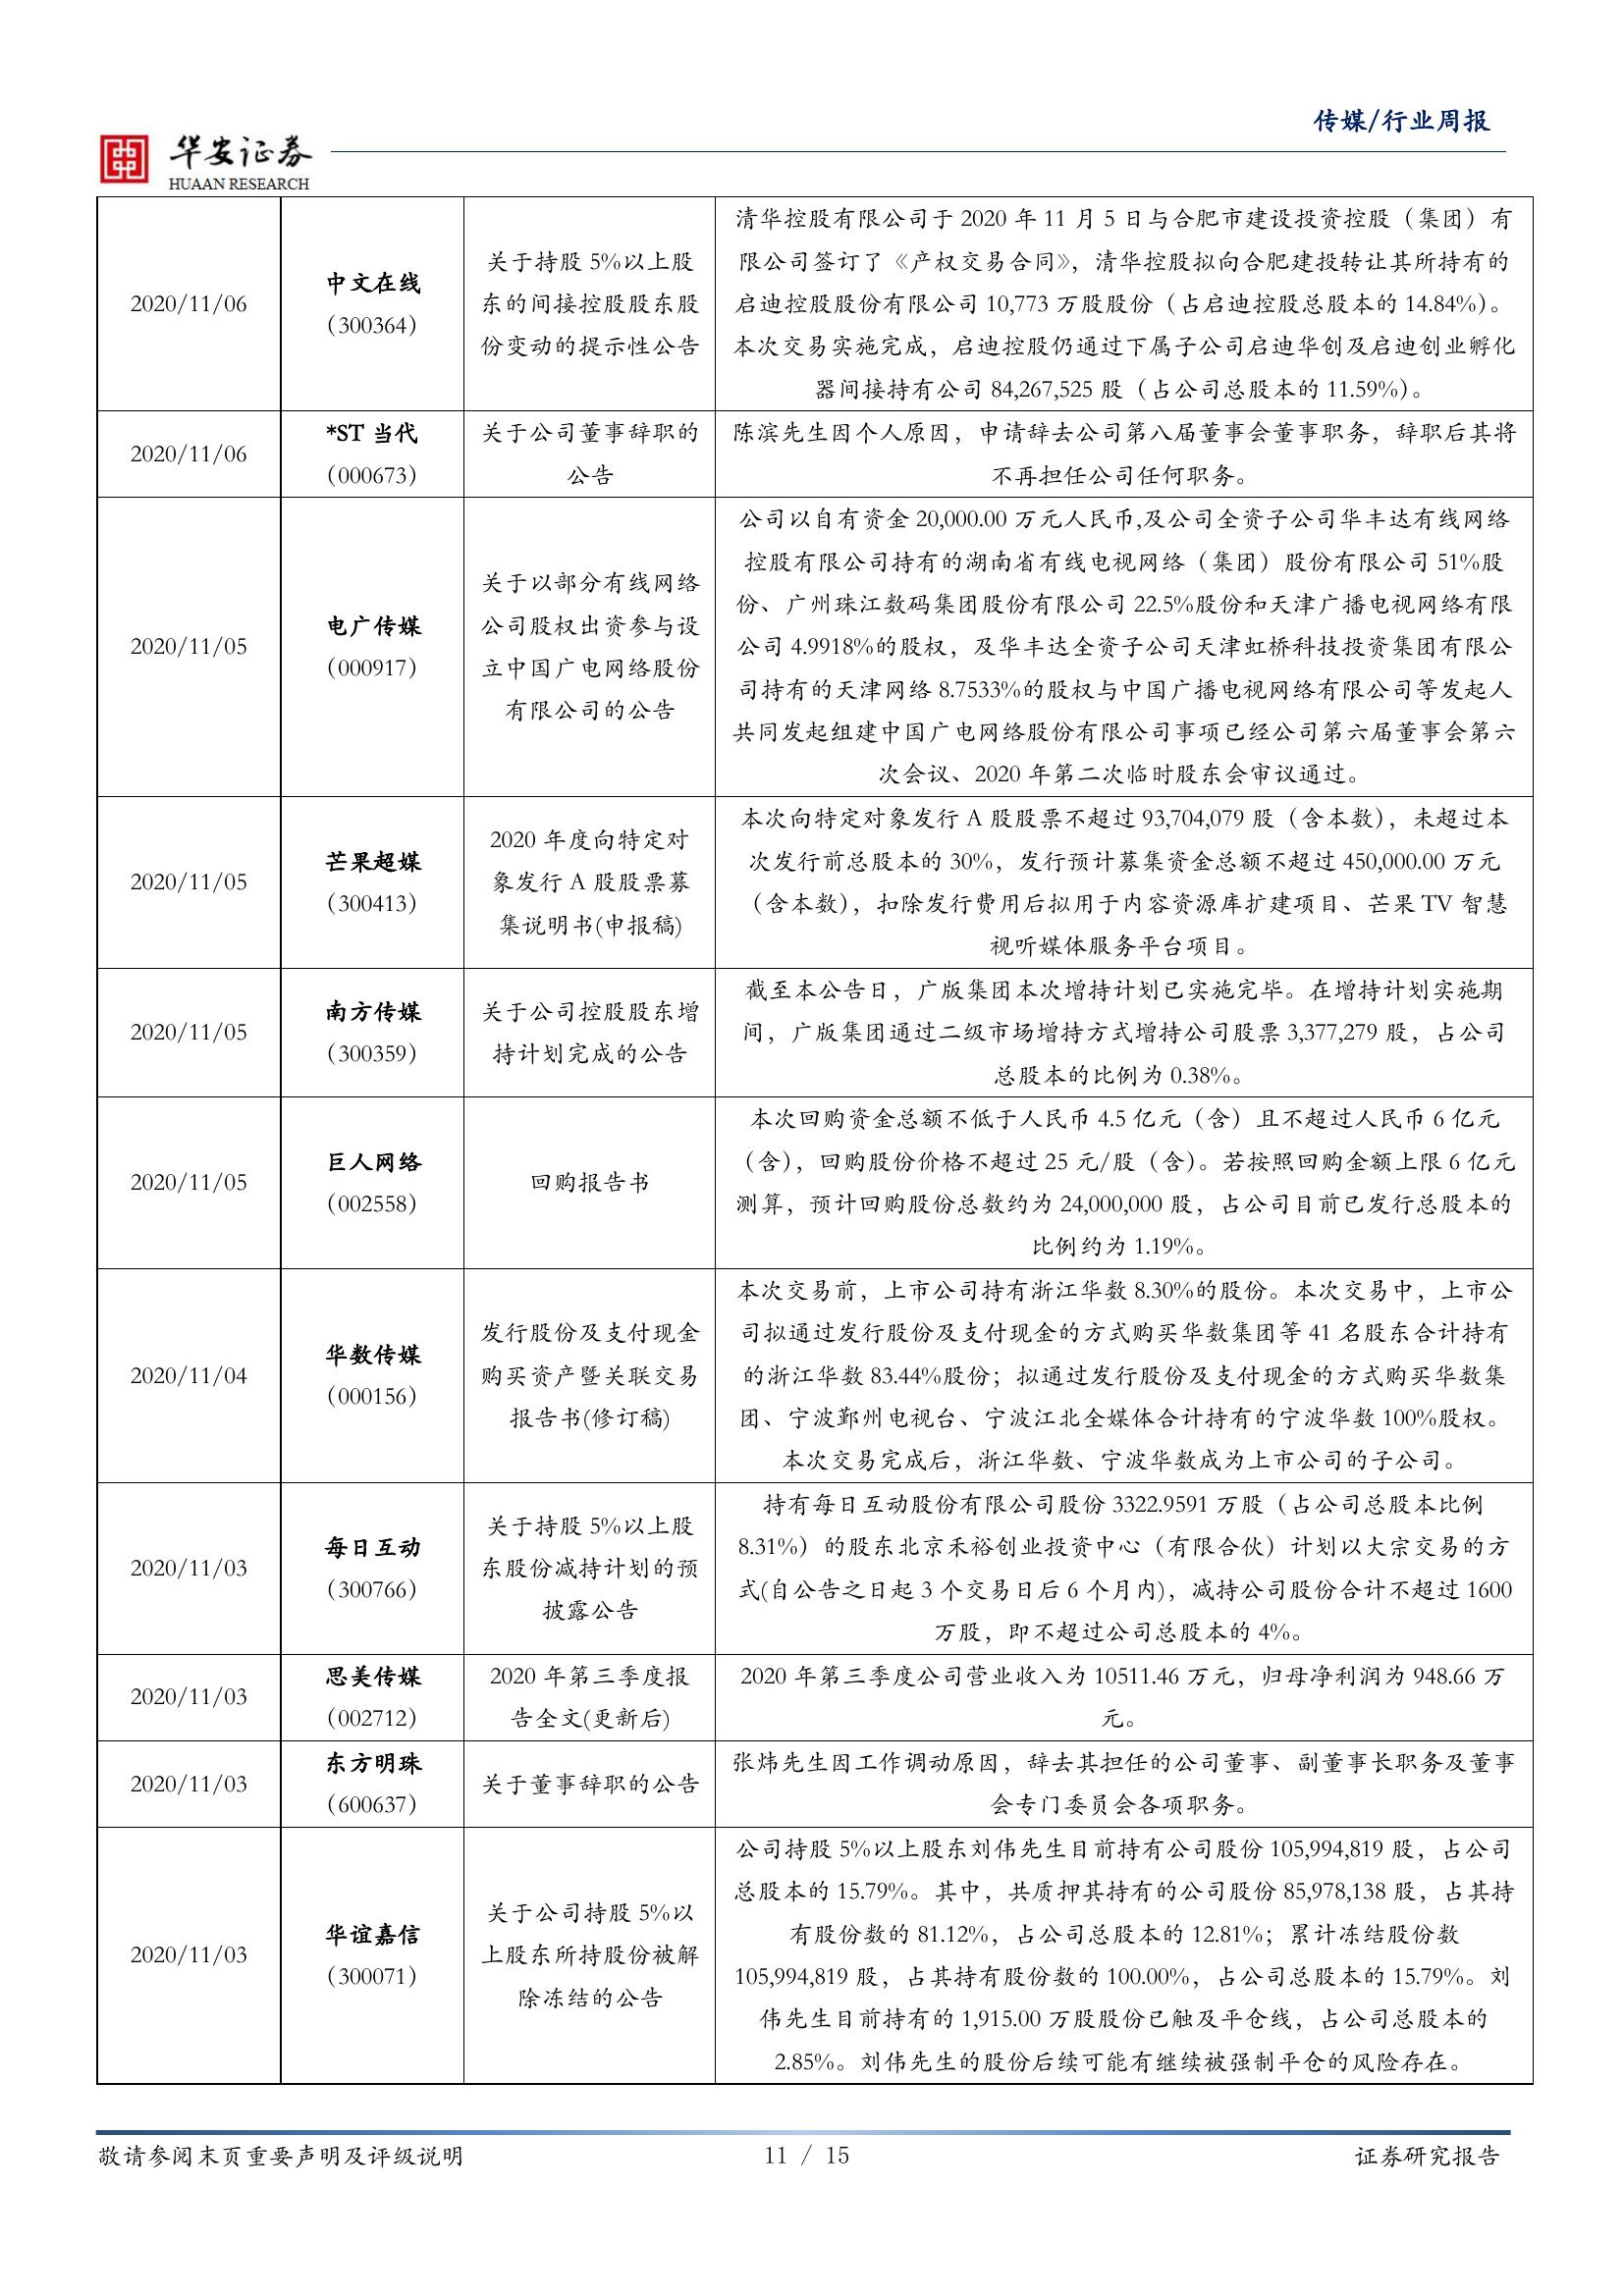 传媒/行业周报
华安证券
HUAAN RESEARCH
2020/11/06
中文在线
（300364）
关于持股 5%以上股
东的间接控股股东股
份变动的提示性公告
清华控股有限公司于 2020 年 11 月 5 日与合肥市建设投资控股（集团）有
限公司签订了《产权交易合同》，清华控股拟向合肥建投转让其所持有的
启迪控股股份有限公司 10,773 万股股份（占启迪控股总股本的 14.84%）。
本次交易实施完成，启迪控股仍通过下属子公司启迪华创及启迪创业孵化
器间接持有公司 84,267,525 股（占公司总股本的 11.59%）。
2020/11/06
*ST 当代
（000673）
关于公司董事辞职的
公告
陈滨先生因个人原因，申请辞去公司第八届董事会董事职务，辞职后其将
不再担任公司任何职务。
2020/11/05
电广传媒
（000917）
关于以部分有线网络
公司股权出资参与设
立中国广电网络股份
有限公司的公告
公司以自有资金 20,000.00 万元人民币,及公司全资子公司华丰达有线网络
控股有限公司持有的湖南省有线电视网络（集团）股份有限公司 51%股
份、广州珠江数码集团股份有限公司 22.5%股份和天津广播电视网络有限
公司 4.9918%的股权，及华丰达全资子公司天津虹桥科技投资集团有限公
司持有的天津网络 8.7533%的股权与中国广播电视网络有限公司等发起人
共同发起组建中国广电网络股份有限公司事项已经公司第六届董事会第六
次会议、2020 年第二次临时股东会审议通过。
2020/11/05
芒果超媒
（300413）
2020 年度向特定对
象发行 A 股股票募
集说明书(申报稿)
本次向特定对象发行 A 股股票不超过 93,704,079 股（含本数），未超过本
次发行前总股本的 30%，发行预计募集资金总额不超过 450,000.00 万元
（含本数），扣除发行费用后拟用于内容资源库扩建项目、芒果 TV 智慧
视听媒体服务平台项目。
2020/11/05
南方传媒
（300359）
关于公司控股股东增
持计划完成的公告
截至本公告日，广版集团本次增持计划已实施完毕。在增持计划实施期
间，广版集团通过二级市场增持方式增持公司股票 3,377,279 股，占公司
总股本的比例为 0.38%。
2020/11/05
巨人网络
（002558）
回购报告书
本次回购资金总额不低于人民币 4.5 亿元（含）且不超过人民币 6 亿元
（含），回购股份价格不超过 25 元/股（含）。若按照回购金额上限 6 亿元
测算，预计回购股份总数约为 24,000,000 股，占公司目前已发行总股本的
比例约为 1.19%。
2020/11/04
华数传媒
（000156）
发行股份及支付现金
购买资产暨关联交易
报告书(修订稿)
本次交易前，上市公司持有浙江华数 8.30%的股份。本次交易中，上市公
司拟通过发行股份及支付现金的方式购买华数集团等 41 名股东合计持有
的浙江华数 83.44%股份；拟通过发行股份及支付现金的方式购买华数集
团、宁波鄞州电视台、宁波江北全媒体合计持有的宁波华数 100%股权。
本次交易完成后，浙江华数、宁波华数成为上市公司的子公司。
2020/11/03
每日互动
（300766）
关于持股 5%以上股
东股份减持计划的预
披露公告
持有每日互动股份有限公司股份 3322.9591 万股（占公司总股本比例
8.31%）的股东北京禾裕创业投资中心（有限合伙）计划以大宗交易的方
式(自公告之日起 3 个交易日后 6 个月内)，减持公司股份合计不超过 1600
万股，即不超过公司总股本的 4%。
2020/11/03
思美传媒
（002712）
2020 年第三季度报
告全文(更新后)
2020 年第三季度公司营业收入为 10511.46 万元，归母净利润为 948.66 万
元。
2020/11/03
东方明珠
（600637）
关于董事辞职的公告
张炜先生因工作调动原因，辞去其担任的公司董事、副董事长职务及董事
会专门委员会各项职务。
2020/11/03
华谊嘉信
（300071）
关于公司持股 5%以
上股东所持股份被解
除冻结的公告
公司持股 5%以上股东刘伟先生目前持有公司股份 105,994,819 股，占公司
总股本的 15.79%。其中，共质押其持有的公司股份 85,978,138 股，占其持
有股份数的 81.12%，占公司总股本的 12.81%；累计冻结股份数
105,994,819 股，占其持有股份数的 100.00%，占公司总股本的 15.79%。刘
伟先生目前持有的 1,915.00 万股股份已触及平仓线，占公司总股本的
2.85%。刘伟先生的股份后续可能有继续被强制平仓的风险存在。
敬请参阅末页重要声明及评级说明
11 / 15
证券研究报告